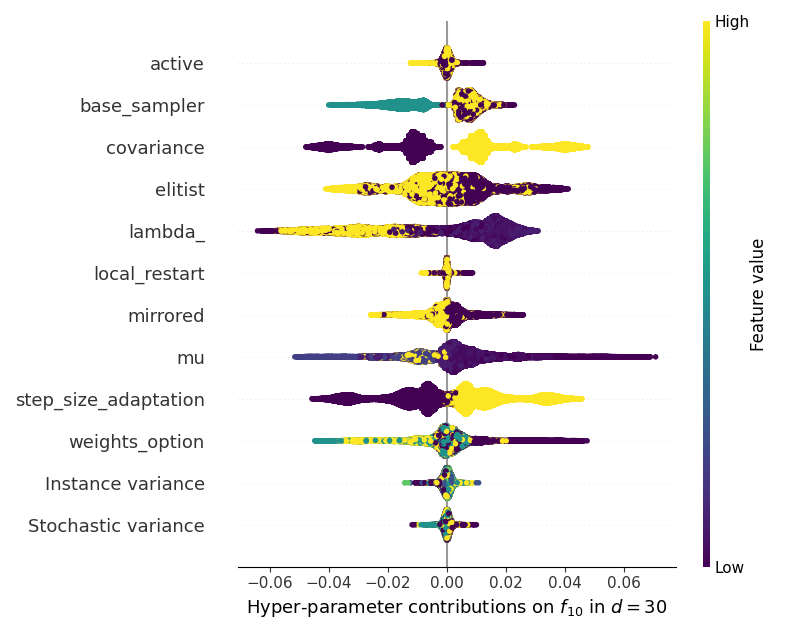 High
active
base_sampler
covariance
elitist
lambda_
local_restart
mirrored
mu
step_size_adaptation
weights_option
Instance variance
Stochastic variance
Feature value
Low
−0.06 −0.04 −0.02 0.00 0.02 0.04 0.06
Hyper-parameter contributions on f₁₀ in d = 30